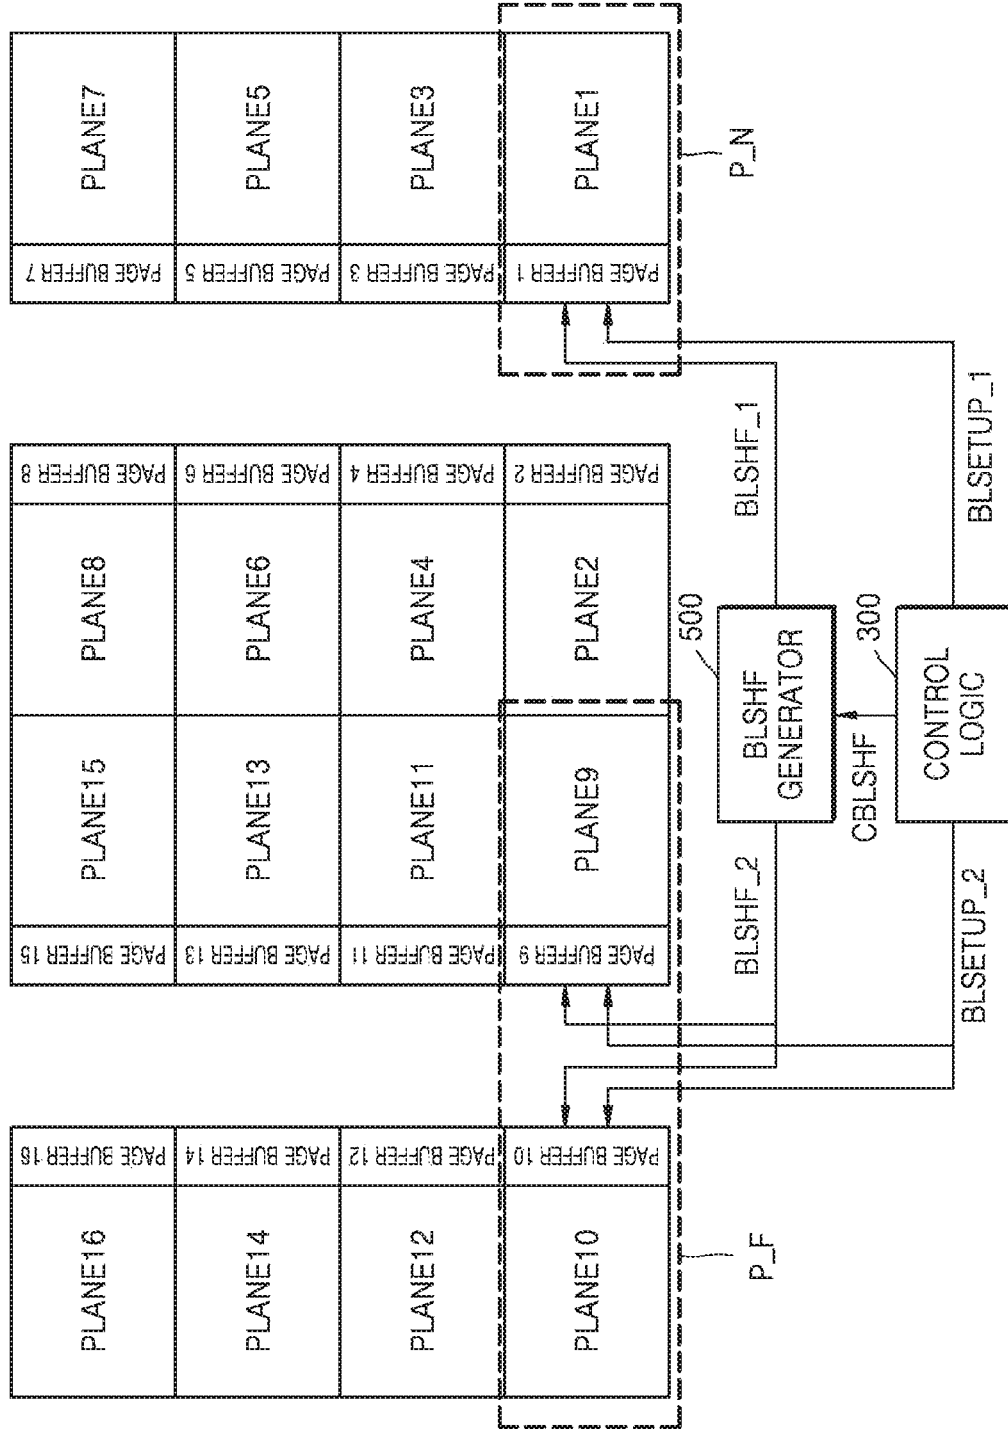 PLANE16
PAGE BUFFER 16
PAGE BUFFER 15
PLANE15
PLANE8
PAGE BUFFER 8
PAGE BUFFER 7
PLANE7
PLANE14
PAGE BUFFER 14
PAGE BUFFER 13
PLANE13
PLANE6
PAGE BUFFER 6
PAGE BUFFER 5
PLANE5
PLANE12
PAGE BUFFER 12
PAGE BUFFER 11
PLANE11
PLANE4
PAGE BUFFER 4
PAGE BUFFER 3
PLANE3
PLANE10
PAGE BUFFER 10
PAGE BUFFER 9
PLANE9
PLANE2
PAGE BUFFER 2
PAGE BUFFER 1
PLANE1
P_F
BLSHF_2
BLSHF
GENERATOR
500
BLSHF_1
P_N
CBLSHF
300
BLSETUP_2
CONTROL
LOGIC
BLSETUP_1